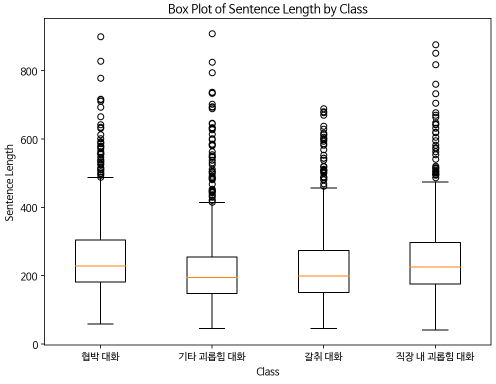 Box Plot of Sentence Length by Class
Sentence Length
800
600
400
200
0
협박 대화
기타 괴롭힘 대화
갈취 대화
직장 내 괴롭힘 대화
Class